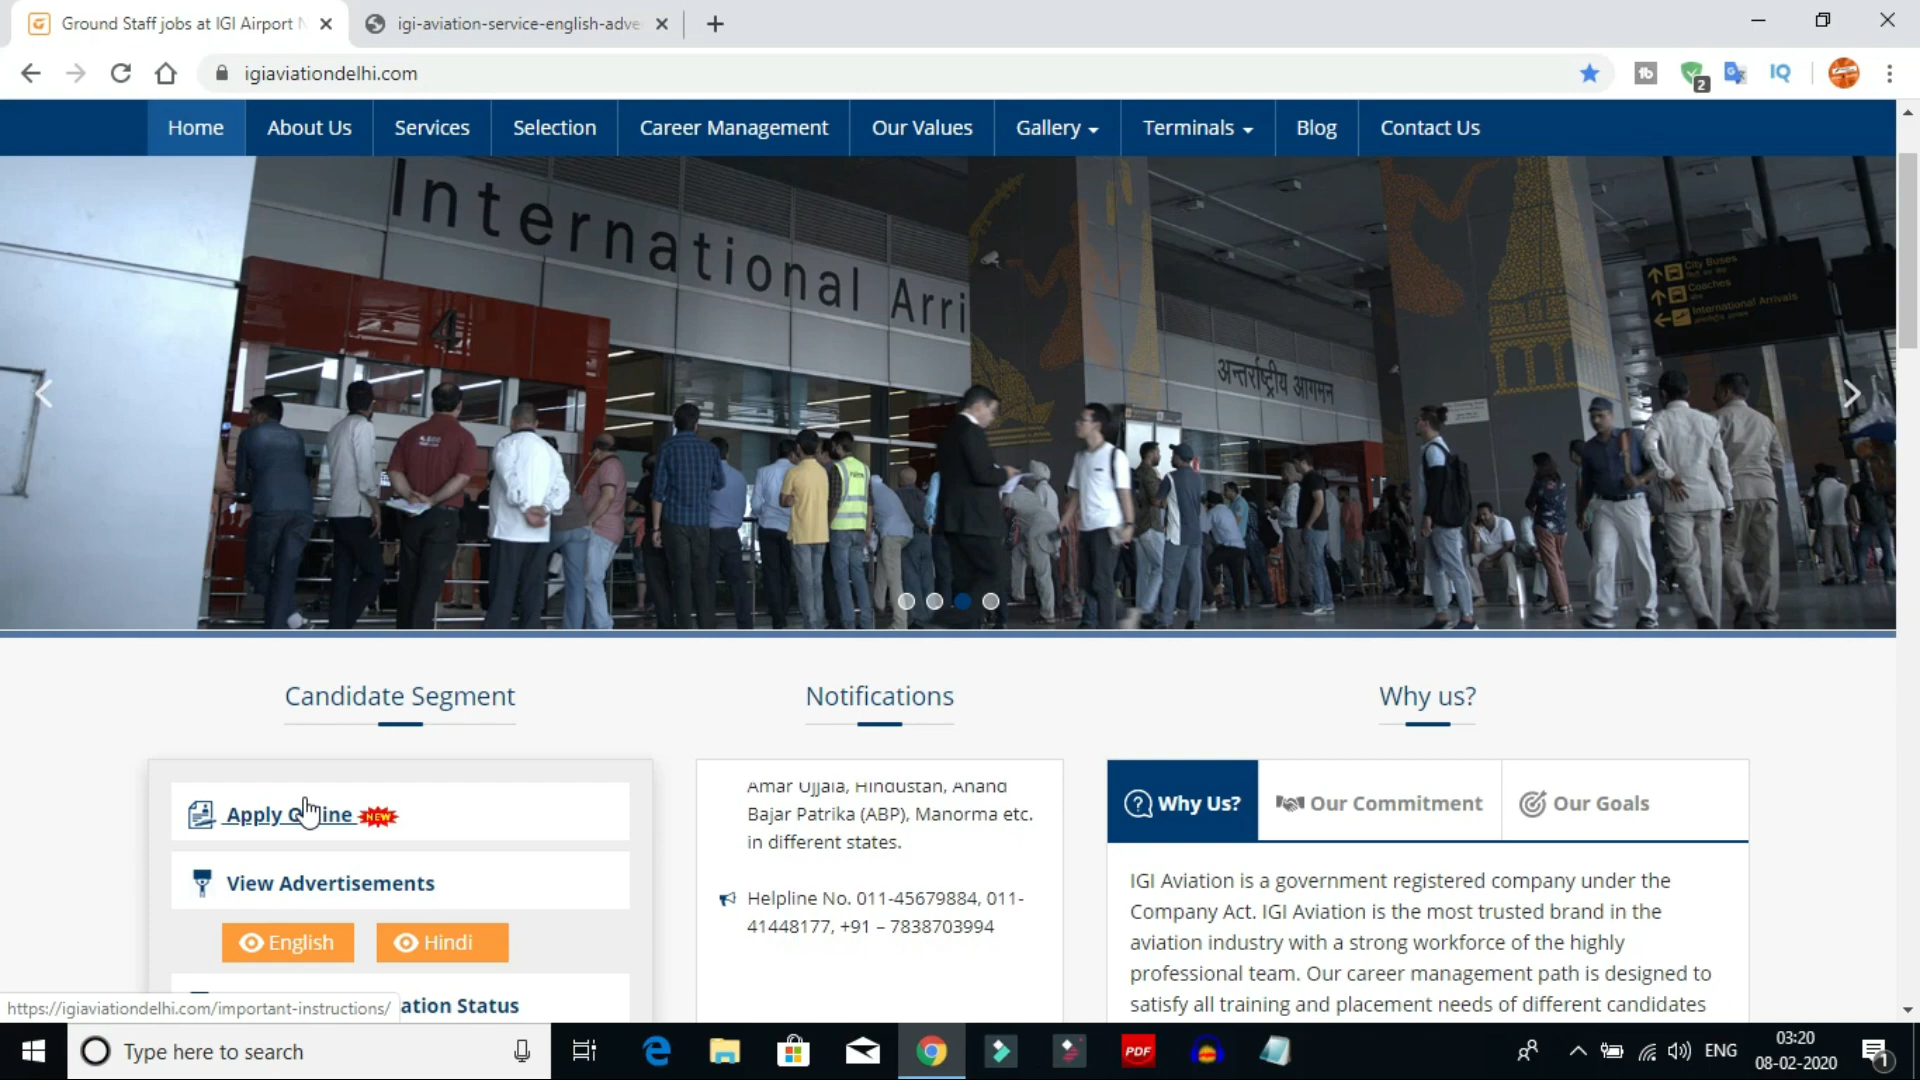 Ground Staff jobs at IGI Airport
igi-aviation-service-english-adve
igiaviationdelhi.com
2
IQ
Home
About Us
Services
Selection
Career Management
Our Values
Gallery
Terminals
Blog
Contact Us
International Arri
4
अन्तर्राष्ट्रीय आगमन
City Buses
Coaches
International Arrivals
Candidate Segment
Notifications
Why us?
Apply Online NEW
View Advertisements
English
Hindi
ation Status
Amar Ujjala, Hindustan, Anand
Bajar Patrika (ABP), Manorma etc.
in different states.
Helpline No. 011-45679884, 011-
41448177, +91 – 7838703994
Why Us?
Our Commitment
Our Goals
IGI Aviation is a government registered company under the
Company Act. IGI Aviation is the most trusted brand in the
aviation industry with a strong workforce of the highly
professional team. Our career management path is designed to
satisfy all training and placement needs of different candidates
https://igiaviationdelhi.com/important-instructions/
Type here to search
PDF
ENG
03:20
08-02-2020
1